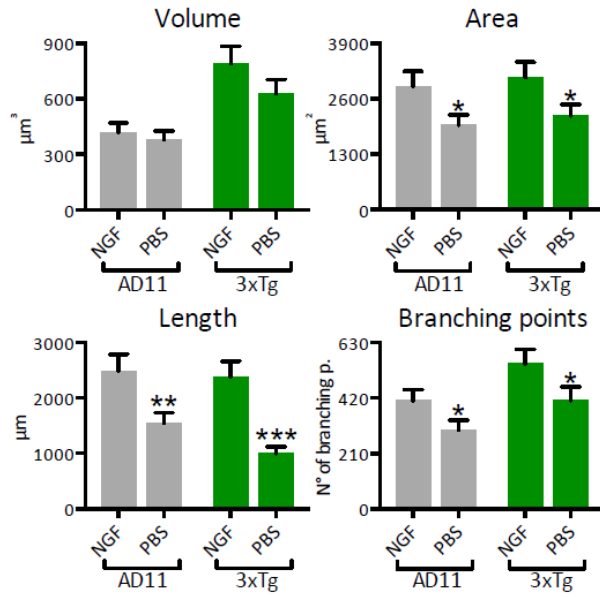 Volume
900
600
300
0
µm³
NGF PBS NGF PBS
AD11 3xTg
Area
3900
2600
1300
0
µm²
* *
NGF PBS NGF PBS
AD11 3xTg
Length
3000
2000
1000
0
µm
** ***
NGF PBS NGF PBS
AD11 3xTg
Branching points
630
420
210
0
N° of branching p.
* *
NGF PBS NGF PBS
AD11 3xTg